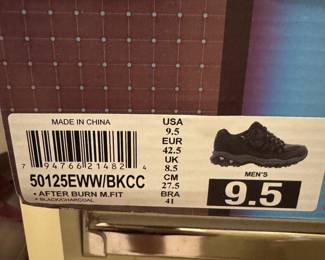 MADE IN CHINA
7 94766 21482 4
50125EWW/BKCC
• AFTER BURN M.FIT
• BLACK/CHARCOAL
USA
9.5
EUR
42.5
UK
8.5
CM
27.5
BRA
41
MEN'S
9.5